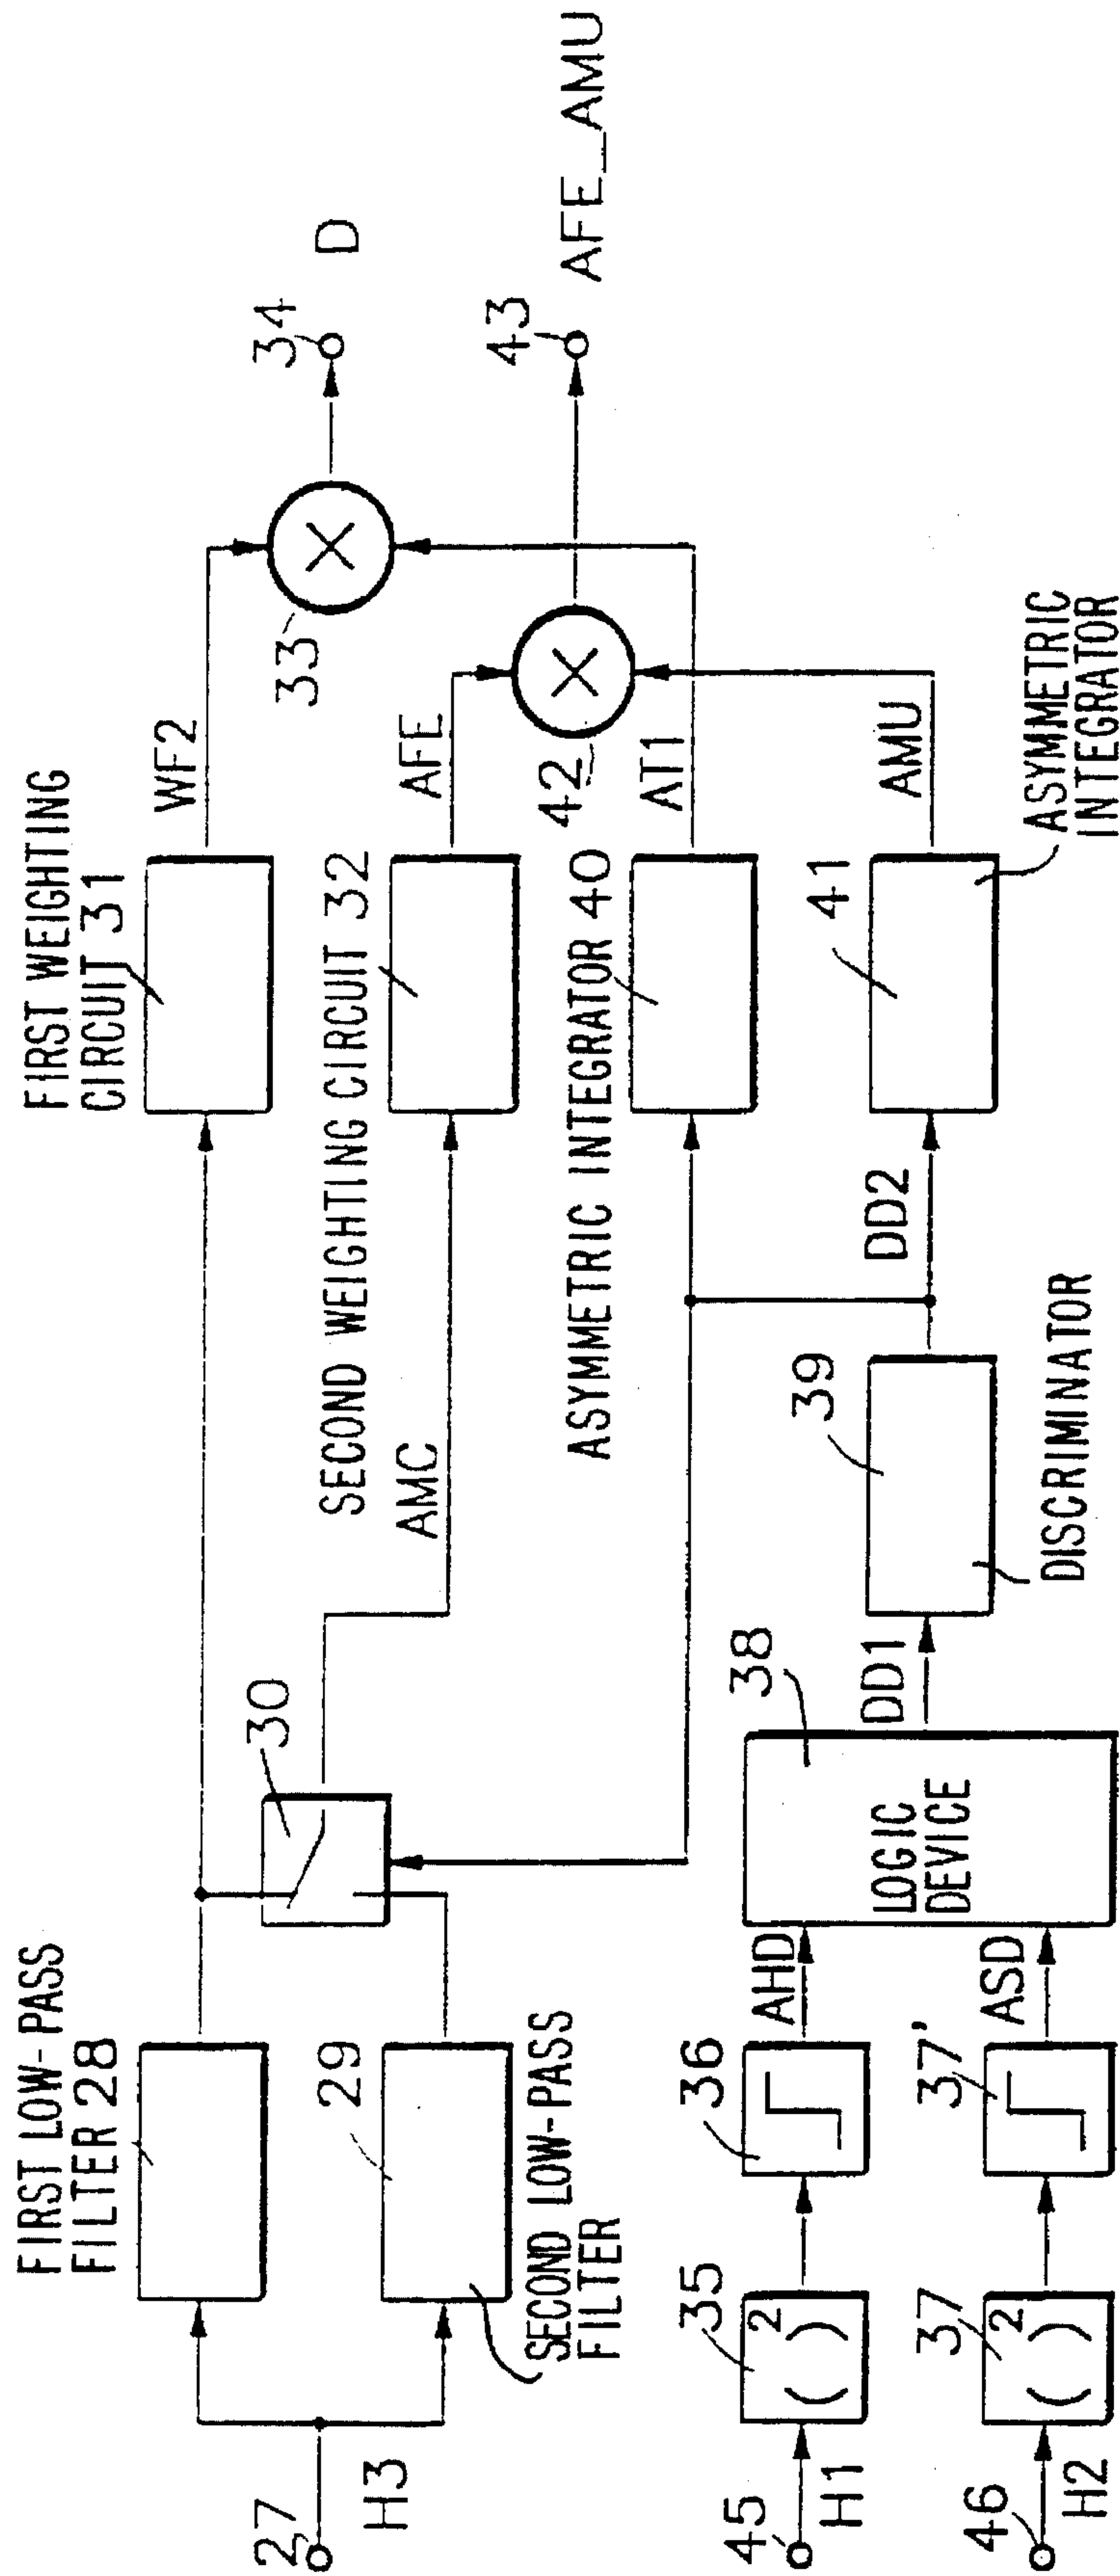 FIRST LOW-PASS
FILTER 28
FIRST WEIGHTING
CIRCUIT 31
WF2
34
D
33
27
H3
30
29
SECOND LOW-PASS
FILTER
SECOND WEIGHTING CIRCUIT 32
AMC
AFE
×
×
42
43
AFE_AMU
ASYMMETRIC INTEGRATOR 40
AT1
45
H1
35
( )²
36
AHD
38
LOGIC
DEVICE
DD1
39
DISCRIMINATOR
DD2
41
AMU
ASYMMETRIC
INTEGRATOR
46
H2
37
( )²
37'
ASD